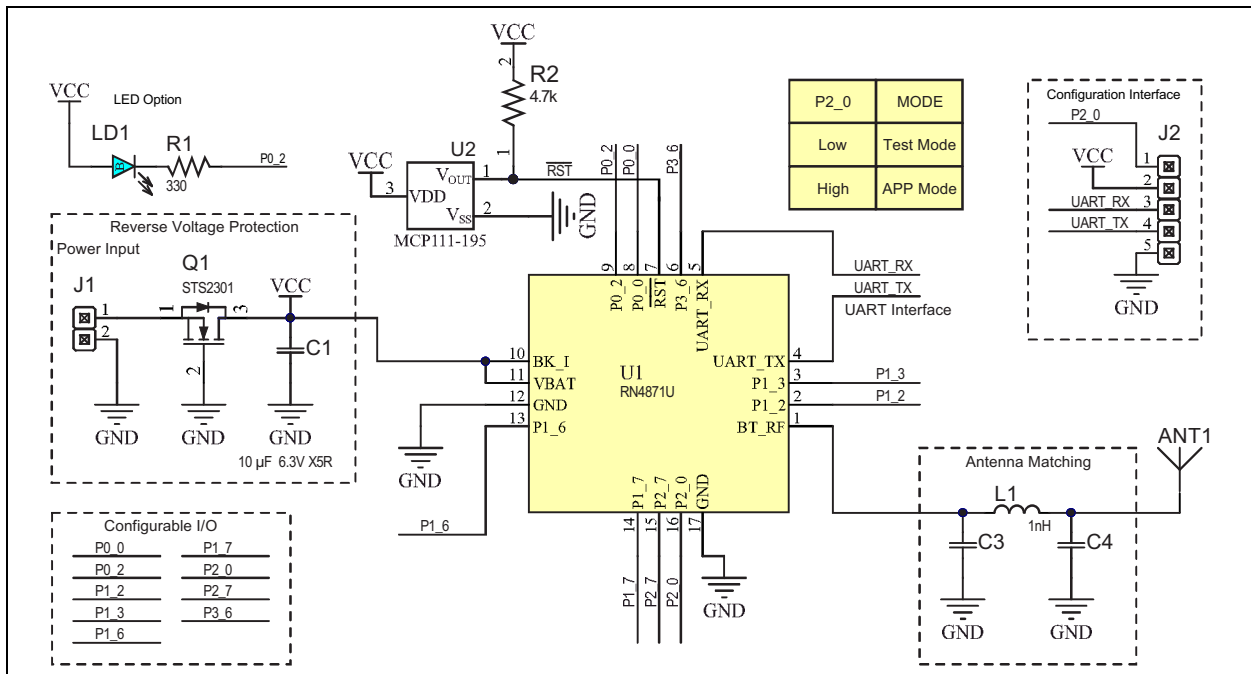 VCC
LED Option
LD1
B
R1
330
P0_2
VCC
2
R2
4.7k
1
U2
VCC
3
VDD
VOUT
1
VSS
2
MCP111-195
RST
GND
P0_2
P0_0
P3_6
P2_0 MODE
Low Test Mode
High APP Mode
Configuration Interface
P2_0
J2
VCC
1
2
UART_RX
3
UART_TX
4
5
GND
Reverse Voltage Protection
Power Input
J1
1
2
Q1
STS2301
1
3
2
VCC
C1
GND
GND
GND
10 µF 6.3V X5R
9
8
7
6
5
P0_2
P0_0
RST
P3_6
UART_RX
UART_RX
UART_TX
UART Interface
10 BK_I
11 VBAT
12 GND
13 P1_6
U1
RN4871U
UART_TX 4
P1_3 3
P1_3
P1_2 2
P1_2
BT_RF 1
GND
P1_6
P1_7
P2_7
P2_0
GND
14
15
16
17
P1_7
P2_7
P2_0
GND
Antenna Matching
ANT1
L1
1nH
C3
C4
GND
GND
Configurable I/O
P0_0
P1_7
P0_2
P2_0
P1_2
P2_7
P1_3
P3_6
P1_6